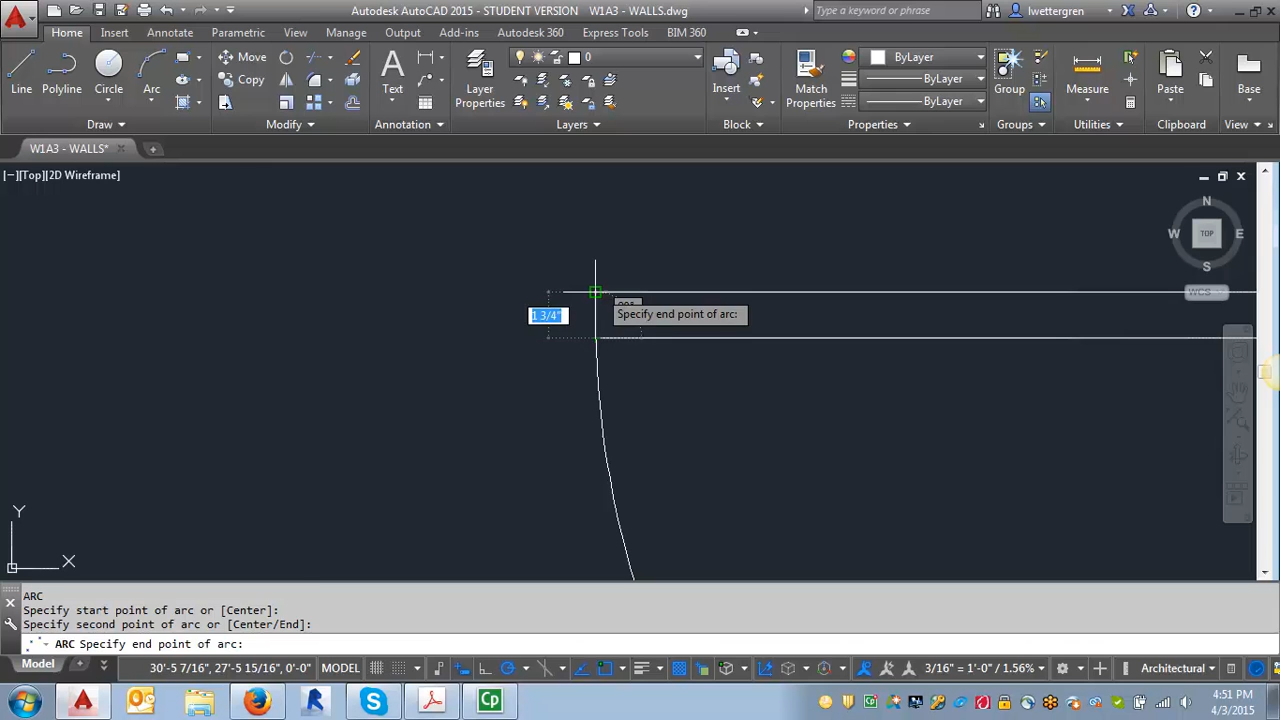 Autodesk AutoCAD 2015 - STUDENT VERSION W1A3 - WALLS.dwg
Type a keyword or phrase
lwettergren
Home Insert Annotate Parametric View Manage Output Add-ins Autodesk 360 Express Tools BIM 360
Line Polyline Circle Arc
Move
Copy
Text
Layer Properties
0
Insert
Match Properties
ByLayer
ByLayer
ByLayer
Group
Measure
Paste
Base
Draw Modify Annotation Layers Block Properties Groups Utilities Clipboard View
W1A3 - WALLS*
[−][Top][2D Wireframe]
N
W TOP E
S
WCS
1 3/4"
Specify end point of arc:
Y
X
ARC
Specify start point of arc or [Center]:
Specify second point of arc or [Center/End]:
ARC Specify end point of arc:
Model
30'-5 7/16", 27'-5 15/16", 0'-0" MODEL
3/16" = 1'-0" / 1.56%
Architectural
4:51 PM
4/3/2015